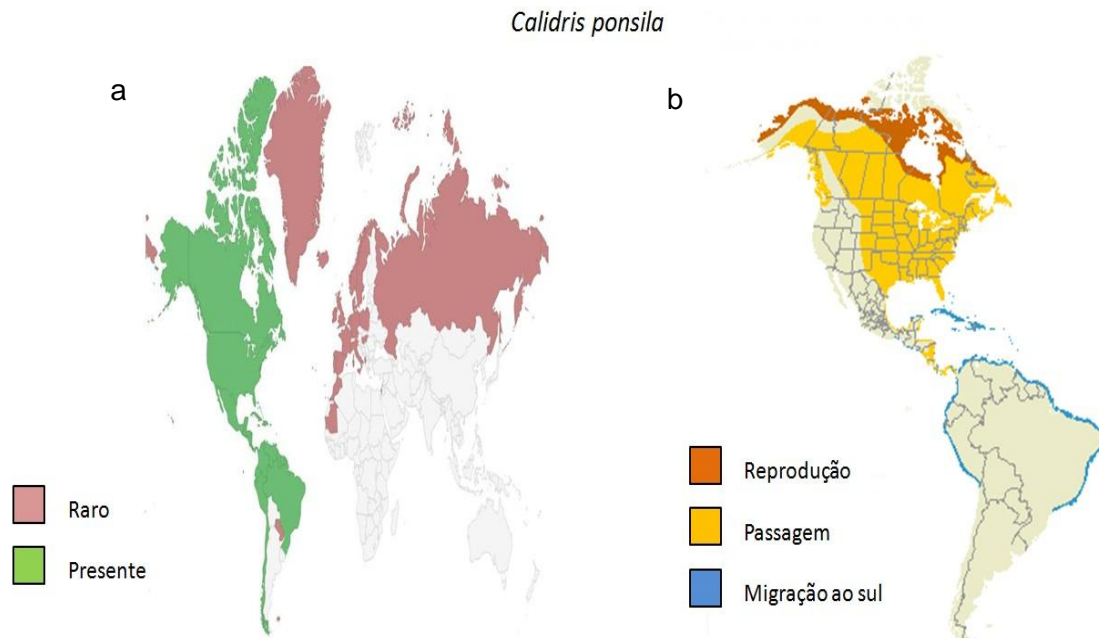 Calidris ponsila
a
b
Raro
Presente
Reprodução
Passagem
Migração ao sul